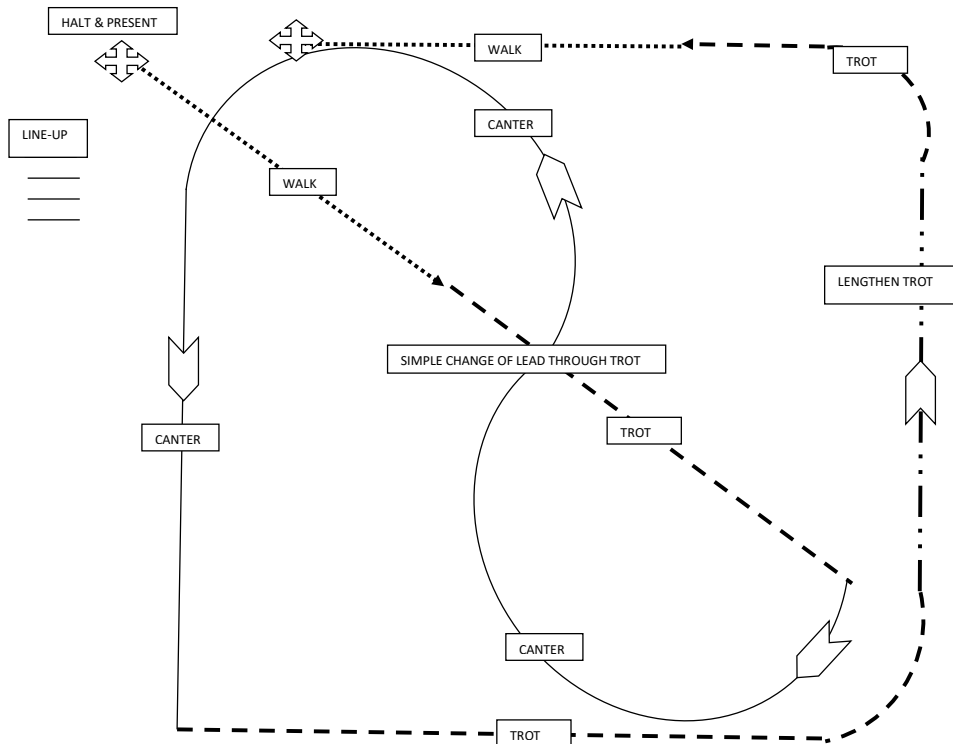 HALT & PRESENT
WALK
TROT
LINE-UP
CANTER
WALK
LENGTHEN TROT
SIMPLE CHANGE OF LEAD THROUGH TROT
TROT
CANTER
CANTER
TROT